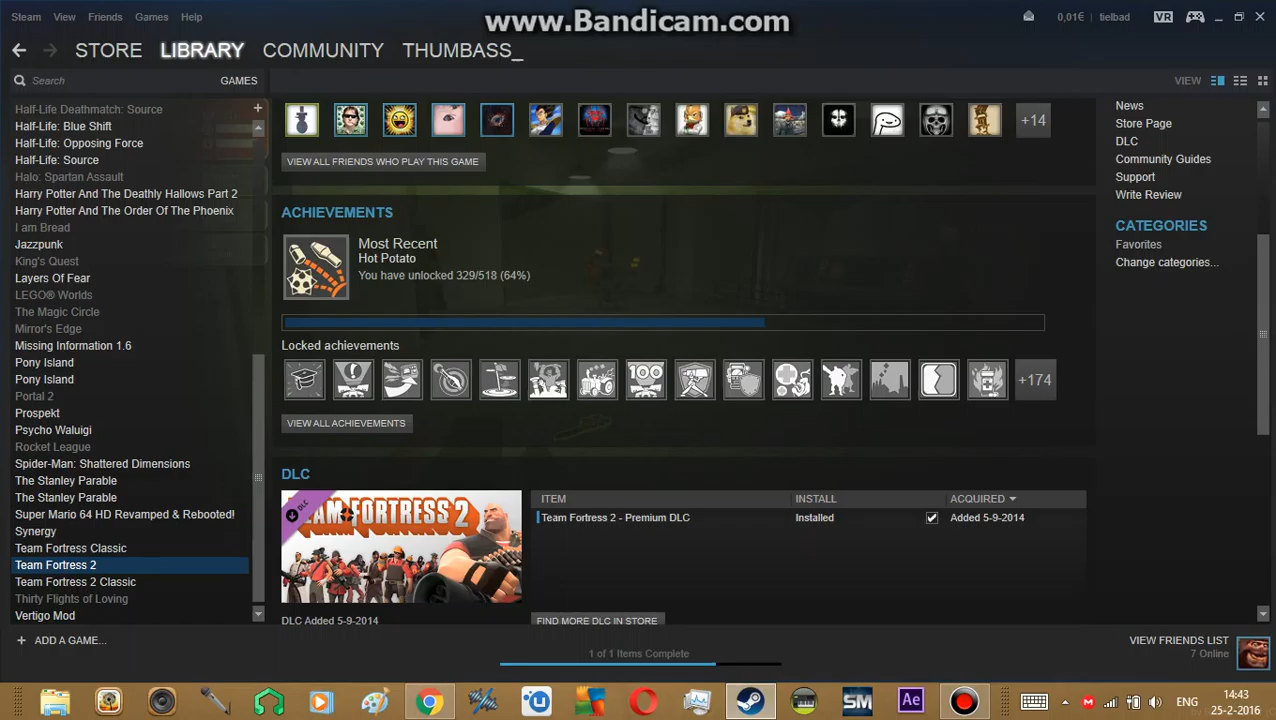 www.Bandicam.com
Steam View Friends Games Help 0,01€ tielbad VR
STORE LIBRARY COMMUNITY THUMBASS_
Search GAMES VIEW
Half-Life Deathmatch: Source
Half-Life: Blue Shift
Half-Life: Opposing Force
Half-Life: Source
Halo: Spartan Assault
Harry Potter And The Deathly Hallows Part 2
Harry Potter And The Order Of The Phoenix
I am Bread
Jazzpunk
King's Quest
Layers Of Fear
LEGO® Worlds
The Magic Circle
Mirror's Edge
Missing Information 1.6
Pony Island
Pony Island
Portal 2
Prospekt
Psycho Waluigi
Rocket League
Spider-Man: Shattered Dimensions
The Stanley Parable
The Stanley Parable
Super Mario 64 HD Revamped & Rebooted!
Synergy
Team Fortress Classic
Team Fortress 2
Team Fortress 2 Classic
Thirty Flights of Loving
Vertigo Mod
+ ADD A GAME...
+14
VIEW ALL FRIENDS WHO PLAY THIS GAME
ACHIEVEMENTS
Most Recent
Hot Potato
You have unlocked 329/518 (64%)
Locked achievements
100
+174
VIEW ALL ACHIEVEMENTS
DLC
DLC
TEAM FORTRESS 2
DLC Added 5-9-2014
ITEM INSTALL ACQUIRED
Team Fortress 2 - Premium DLC Installed Added 5-9-2014
FIND MORE DLC IN STORE
News
Store Page
DLC
Community Guides
Support
Write Review
CATEGORIES
Favorites
Change categories...
1 of 1 Items Complete
VIEW FRIENDS LIST
7 Online
SM Ae M ENG
14:43
25-2-2016